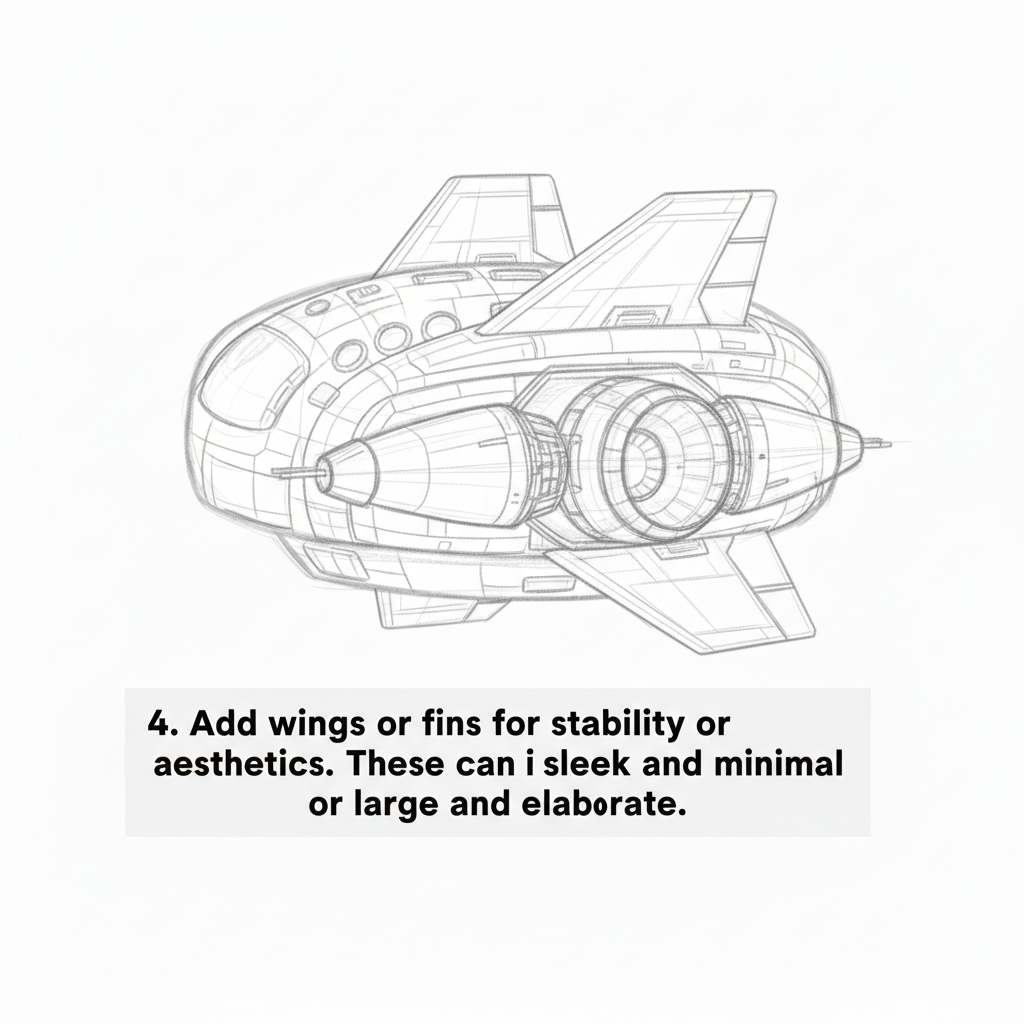 4. Add wings or fins for stability or
aesthetics. These can i sleek and minimal
or large and elaborate.